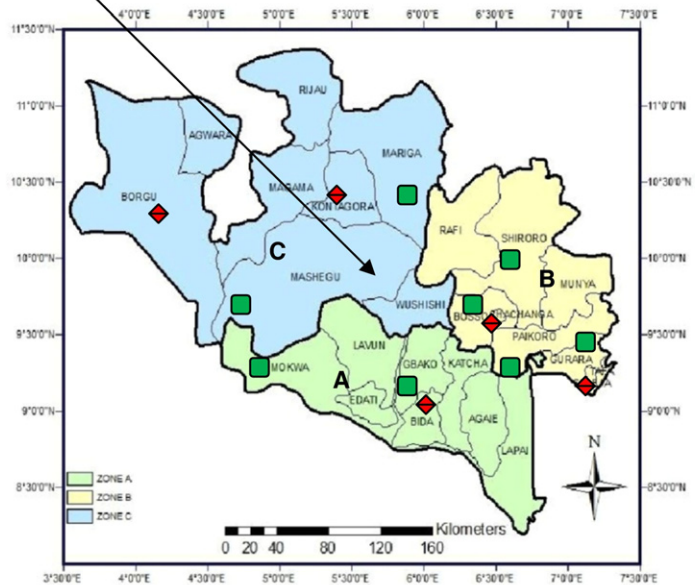 4°0'0"E 4°30'0"E 5°0'0"E 5°30'0"E 6°0'0"E 6°30'0"E 7°0'0"E 7°30'0"E
11°30'0"N
11°0'0"N 11°0'0"N
10°30'0"N 10°30'0"N
10°0'0"N 10°0'0"N
9°30'0"N 9°30'0"N
9°0'0"N 9°0'0"N
8°30'0"N 8°30'0"N
3°30'0"E 4°0'0"E 4°30'0"E 5°0'0"E 5°30'0"E 6°0'0"E 6°30'0"E 7°0'0"E 7°30'0"E
RIJAU
AGWARA
MARIGA
MAGAMA
BORGU
KONTAGORA
RAFI
SHIRORO
C
MASHEGU
B
MUNYA
WUSHISHI
BOSSO
CHANGA
PAIKORO
LAVUN
GBAKO
KATCHA
GURARA
MOKWA
A
EDATI
BIDA
AGAIE
LAPAI
N
ZONE A
ZONE B
ZONE C
Kilometers
0 20 40 80 120 160